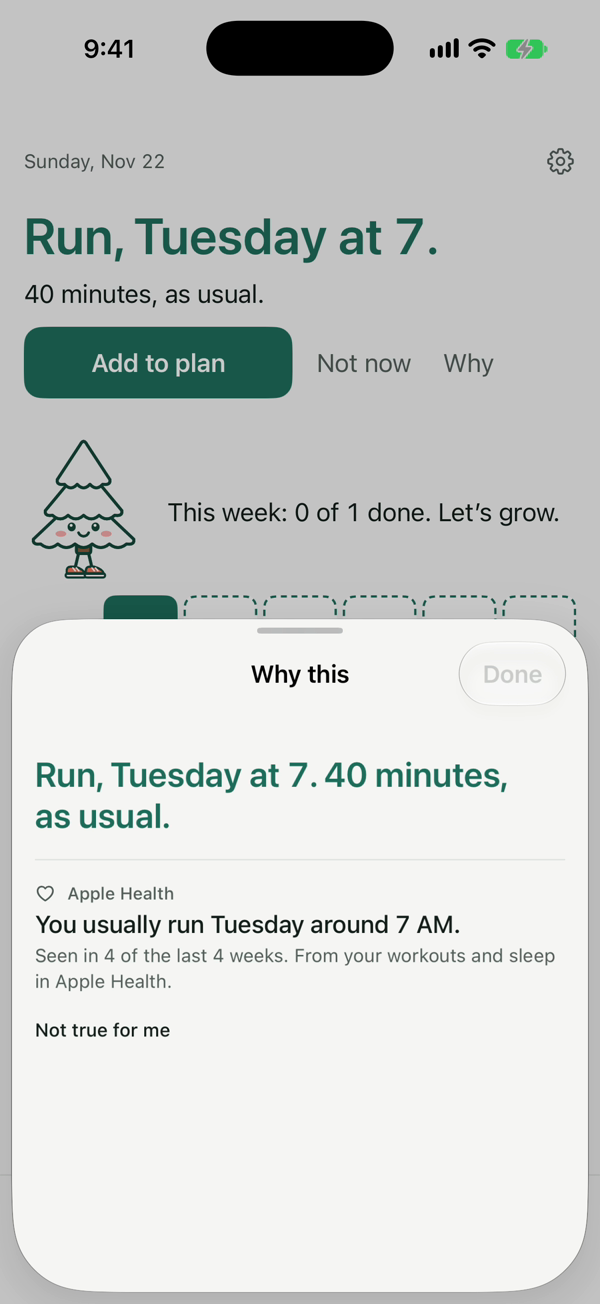 9:41
Sunday, Nov 22
Run, Tuesday at 7.
40 minutes, as usual.
Add to plan
Not now
Why
This week: 0 of 1 done. Let’s grow.
Why this
Done
Run, Tuesday at 7. 40 minutes,
as usual.
Apple Health
You usually run Tuesday around 7 AM.
Seen in 4 of the last 4 weeks. From your workouts and sleep
in Apple Health.
Not true for me